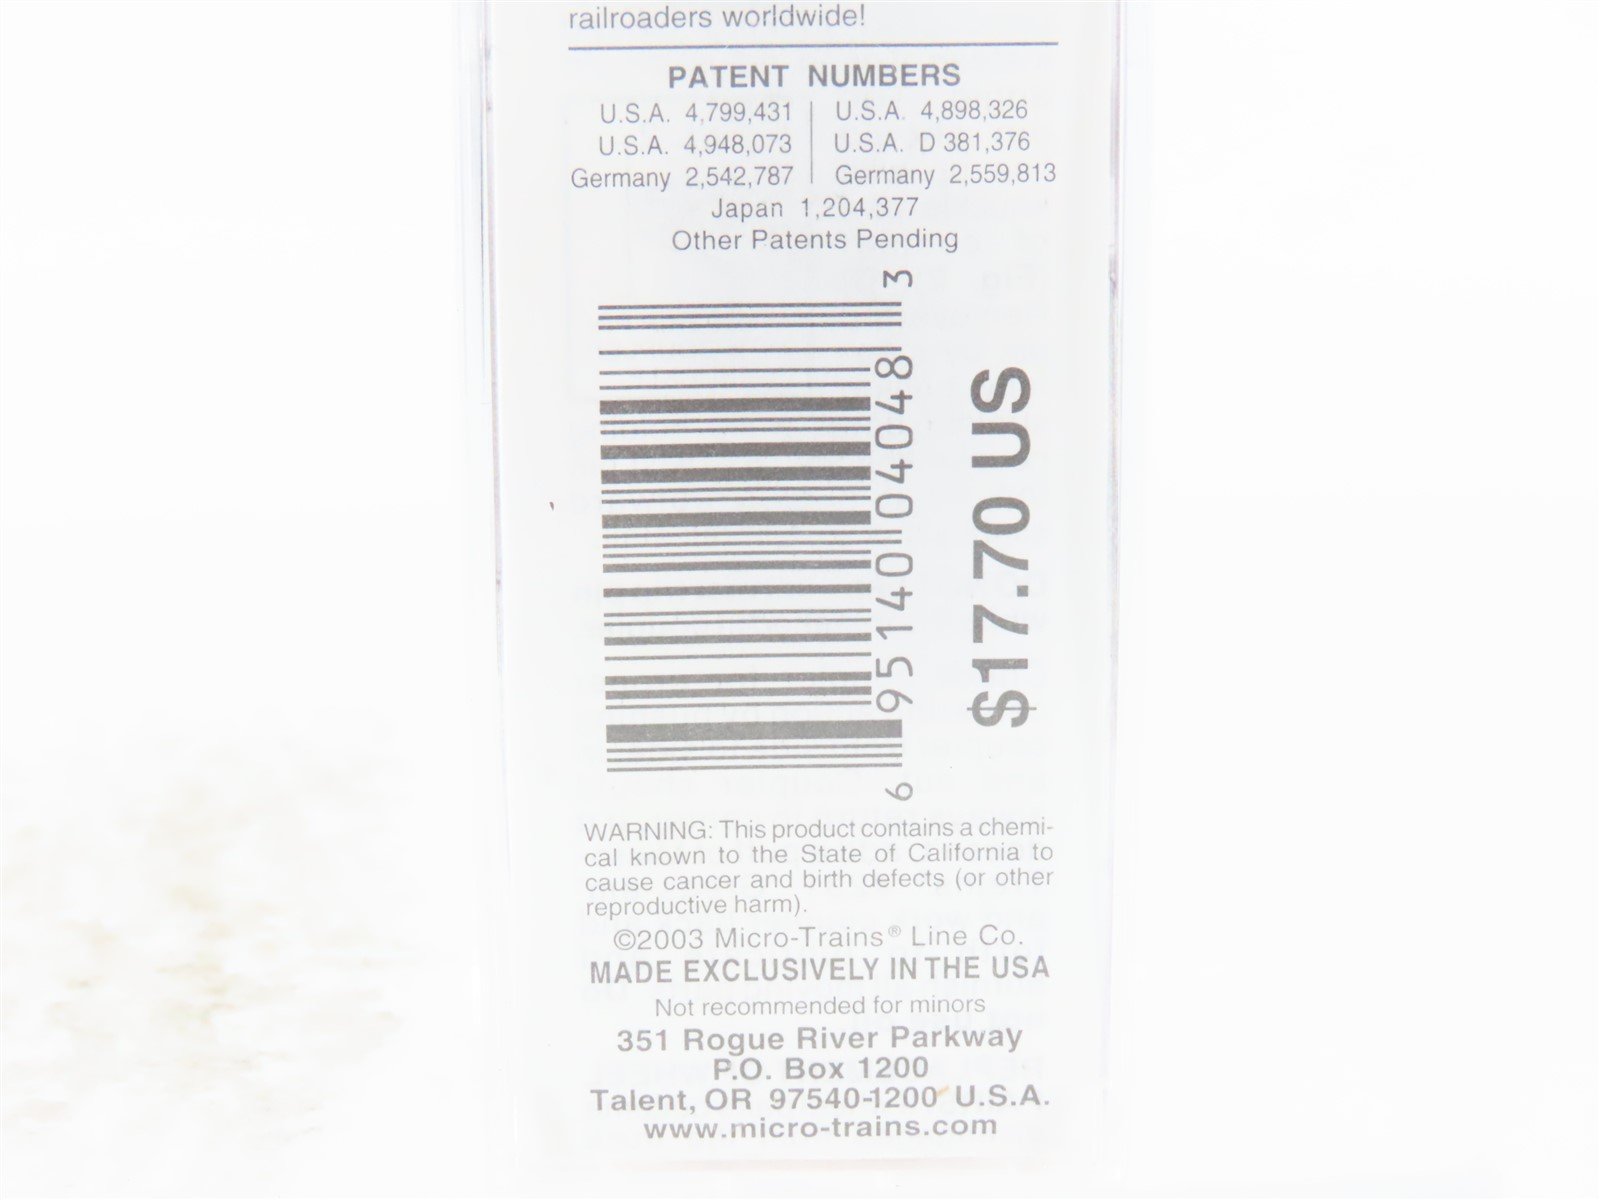 railroaders worldwide!
PATENT NUMBERS
U.S.A. 4,799,431 | U.S.A. 4,898,326
U.S.A. 4,948,073 | U.S.A. D 381,376
Germany 2,542,787 | Germany 2,559,813
Japan 1,204,377
Other Patents Pending
6 95140 04048 3
$17.70 US
WARNING: This product contains a chemi-
cal known to the State of California to
cause cancer and birth defects (or other
reproductive harm).
©2003 Micro-Trains® Line Co.
MADE EXCLUSIVELY IN THE USA
Not recommended for minors
351 Rogue River Parkway
P.O. Box 1200
Talent, OR 97540-1200 U.S.A.
www.micro-trains.com